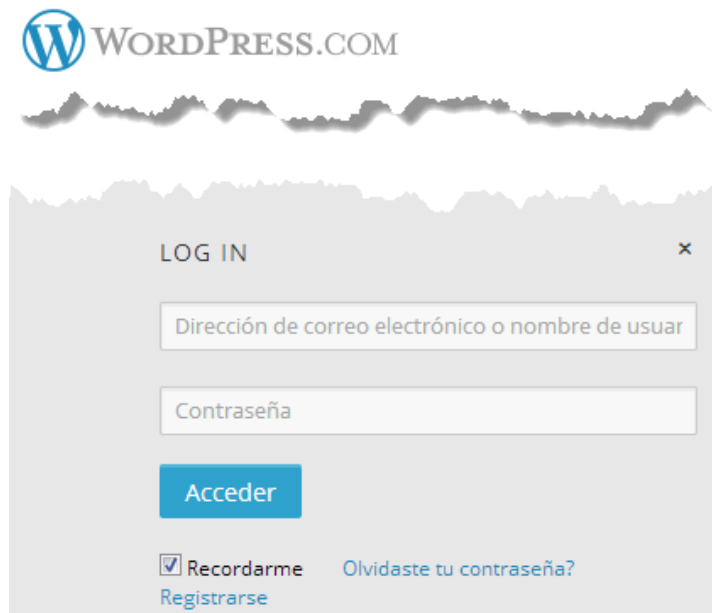 WORDPRESS.COM
LOG IN ×
Dirección de correo electrónico o nombre de usuar
Contraseña
Acceder
Recordarme Olvidaste tu contraseña?
Registrarse